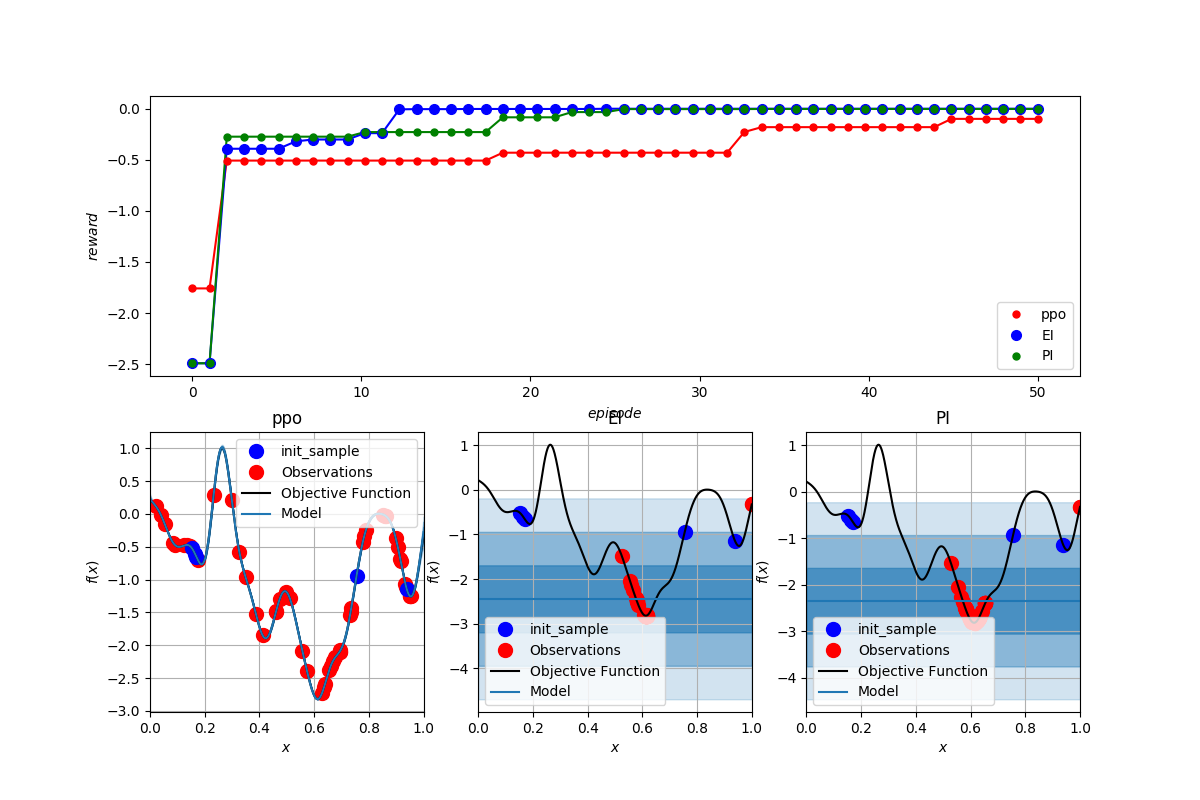 0.0
−0.5
−1.0
−1.5
−2.0
−2.5
reward
0 10 20 30 40 50
episode
ppo
EI
PI
ppo
1.0
0.5
0.0
−0.5
−1.0
−1.5
−2.0
−2.5
−3.0
f(x)
0.0 0.2 0.4 0.6 0.8 1.0
x
init_sample
Observations
Objective Function
Model
EI
1
0
−1
−2
−3
−4
f(x)
0.0 0.2 0.4 0.6 0.8 1.0
x
init_sample
Observations
Objective Function
Model
PI
1
0
−1
−2
−3
−4
f(x)
0.0 0.2 0.4 0.6 0.8 1.0
x
init_sample
Observations
Objective Function
Model